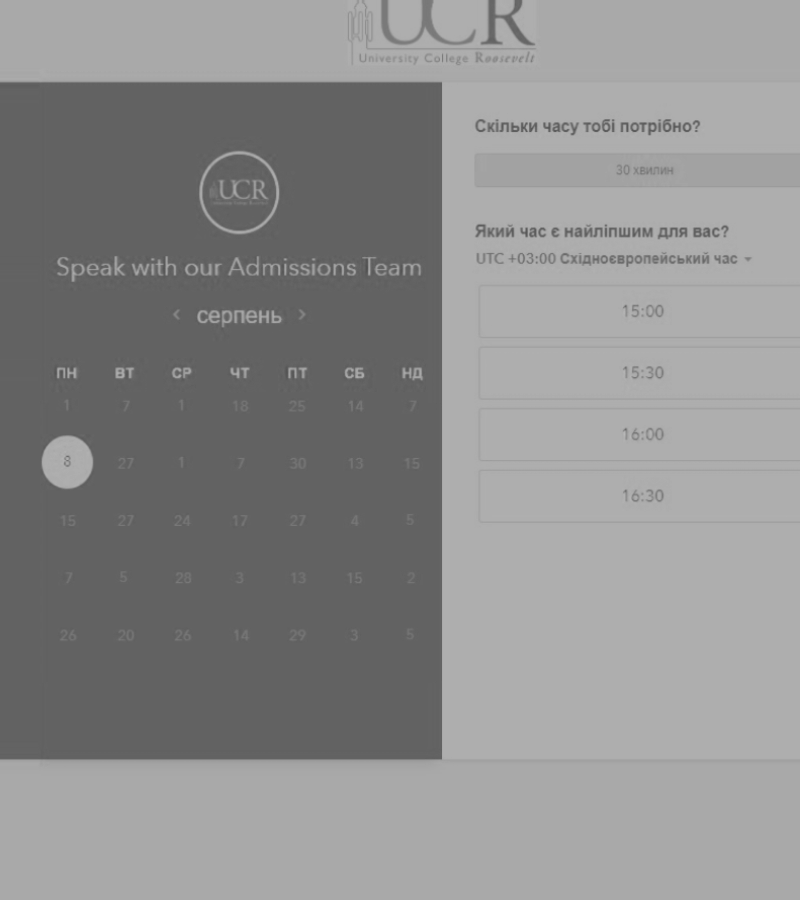 UCR
University College Roosevelt
UCR
Speak with our Admissions Team
< серпень >
ПН ВТ СР ЧТ ПТ СБ НД
1 7 1 18 25 14 7
8 27 1 7 30 13 15
15 27 24 17 27 4 5
7 5 28 3 13 15 2
26 20 26 14 29 3 5
Скільки часу тобі потрібно?
30 хвилин
Який час є найліпшим для вас?
UTC +03:00 Східноєвропейський час
15:00
15:30
16:00
16:30